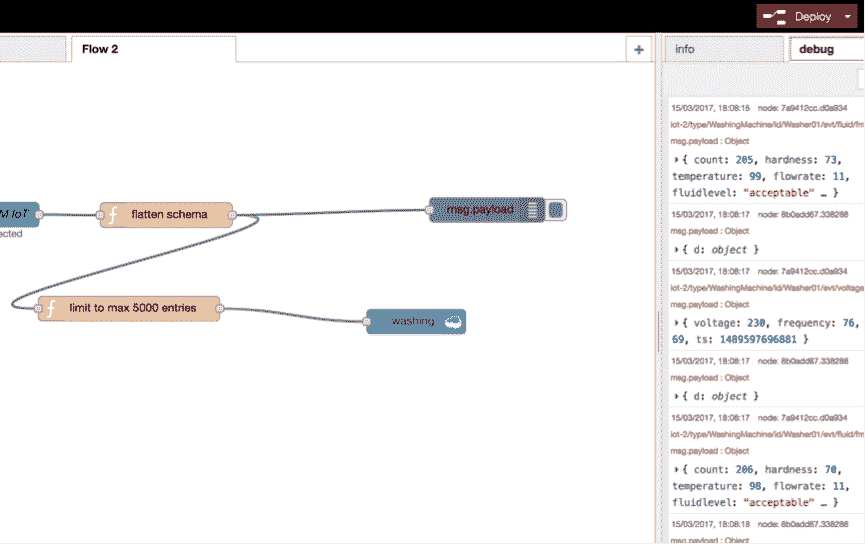 Deploy
Flow 2
+
info
debug
M IoT
ected
flatten schema
msg.payload
limit to max 5000 entries
washing
15/03/2017, 18:08:16 node: 7a9412cc.d0a934
iot-2/type/WashingMachine/id/Washer01/evt/fluid/fm
msg.payload : Object
{ count: 205, hardness: 73,
temperature: 99, flowrate: 11,
fluidlevel: "acceptable" … }
15/03/2017, 18:08:17 node: 8b0add67.338288
msg.payload : Object
{ d: object }
15/03/2017, 18:08:17 node: 7a9412cc.d0a934
iot-2/type/WashingMachine/id/Washer01/evt/voltage
msg.payload : Object
{ voltage: 230, frequency: 76,
69, ts: 1489597696881 }
15/03/2017, 18:08:17 node: 8b0add67.338288
msg.payload : Object
{ d: object }
15/03/2017, 18:08:17 node: 7a9412cc.d0a934
iot-2/type/WashingMachine/id/Washer01/evt/fluid/fm
msg.payload : Object
{ count: 206, hardness: 70,
temperature: 98, flowrate: 11,
fluidlevel: "acceptable" … }
15/03/2017, 18:08:18 node: 8b0add67.338288
msg.payload : Object